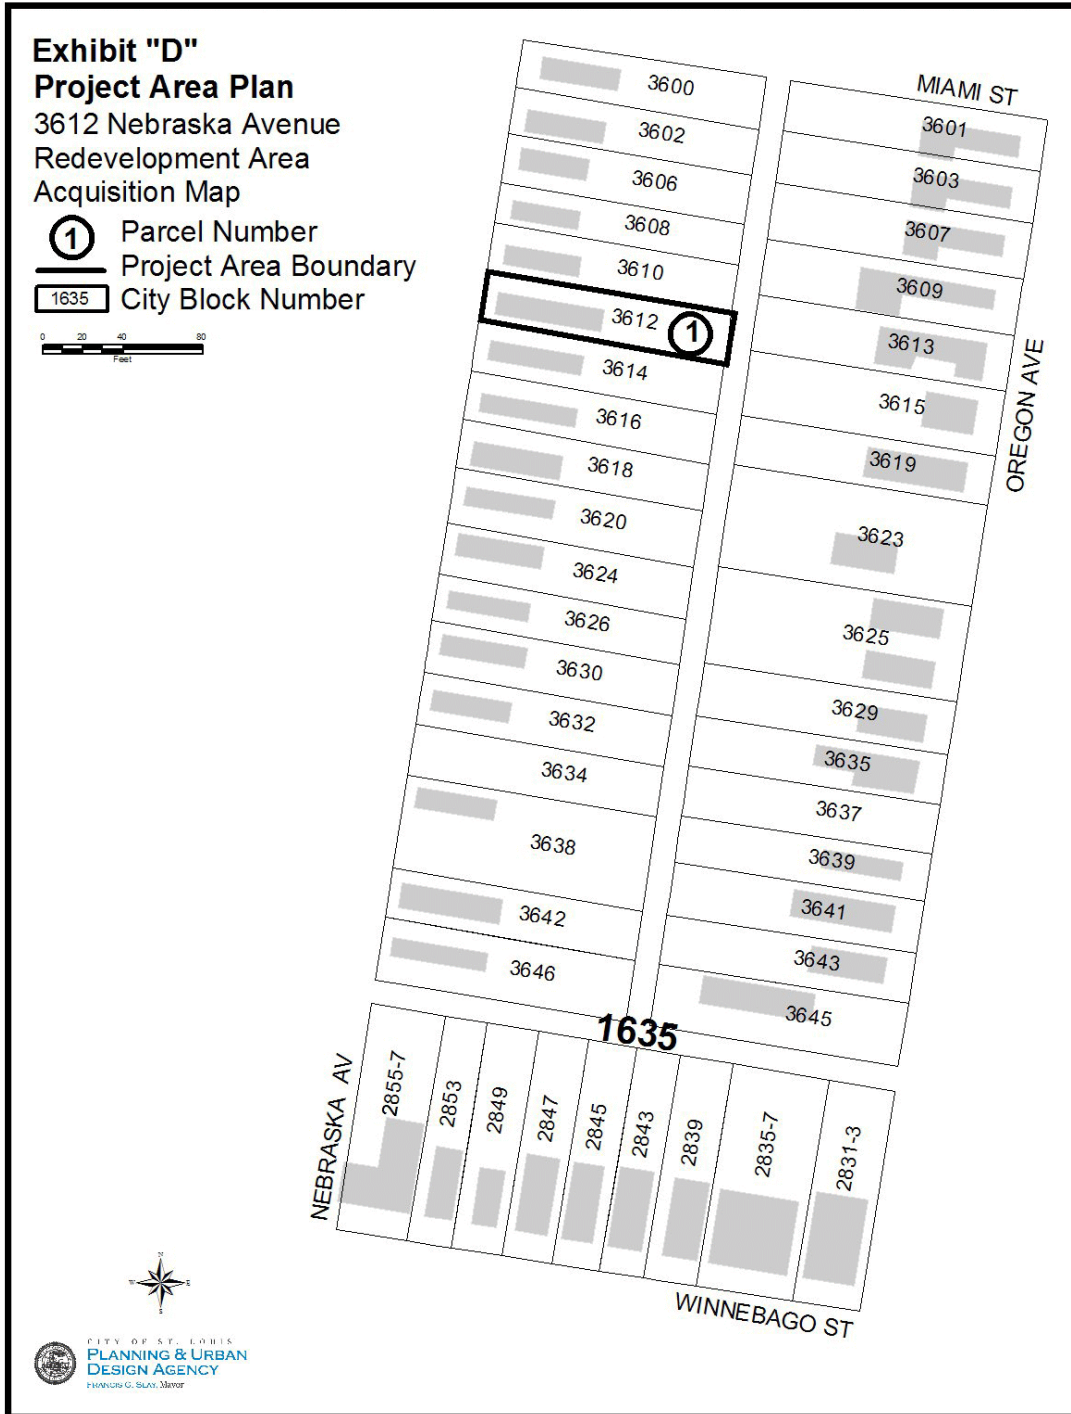 Exhibit "D"
Project Area Plan
3612 Nebraska Avenue
Redevelopment Area
Acquisition Map
1 Parcel Number
Project Area Boundary
1635 City Block Number
0 20 40 80
Feet
MIAMI ST
OREGON AVE
3600
3602
3606
3608
3610
3612 1
3614
3616
3618
3620
3624
3626
3630
3632
3634
3638
3642
3646
3601
3603
3607
3609
3613
3615
3619
3623
3625
3629
3635
3637
3639
3641
3643
3645
1635
NEBRASKA AV
2855-7
2853
2849
2847
2845
2843
2839
2835-7
2831-3
WINNEBAGO ST
N
W E
S
CITY OF ST. LOUIS
PLANNING & URBAN
DESIGN AGENCY
FRANCIS G. SLAY, Mayor